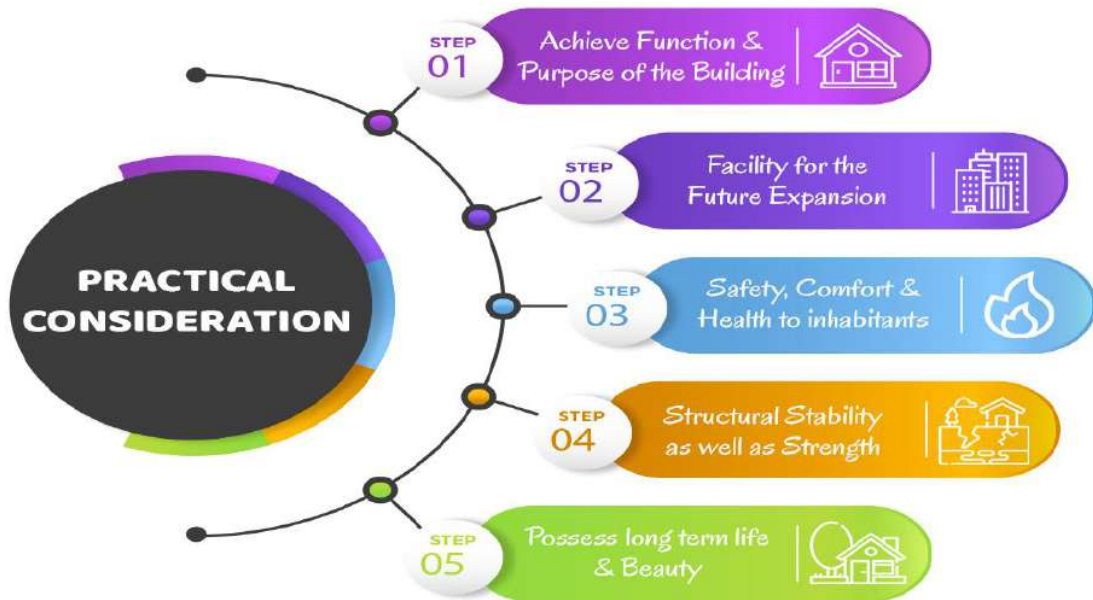 STEP
01
Achieve Function &
Purpose of the Building
STEP
02
Facility for the
Future Expansion
PRACTICAL
CONSIDERATION
STEP
03
Safety, Comfort &
Health to inhabitants
STEP
04
Structural Stability
as well as Strength
STEP
05
Possess long term life
& Beauty